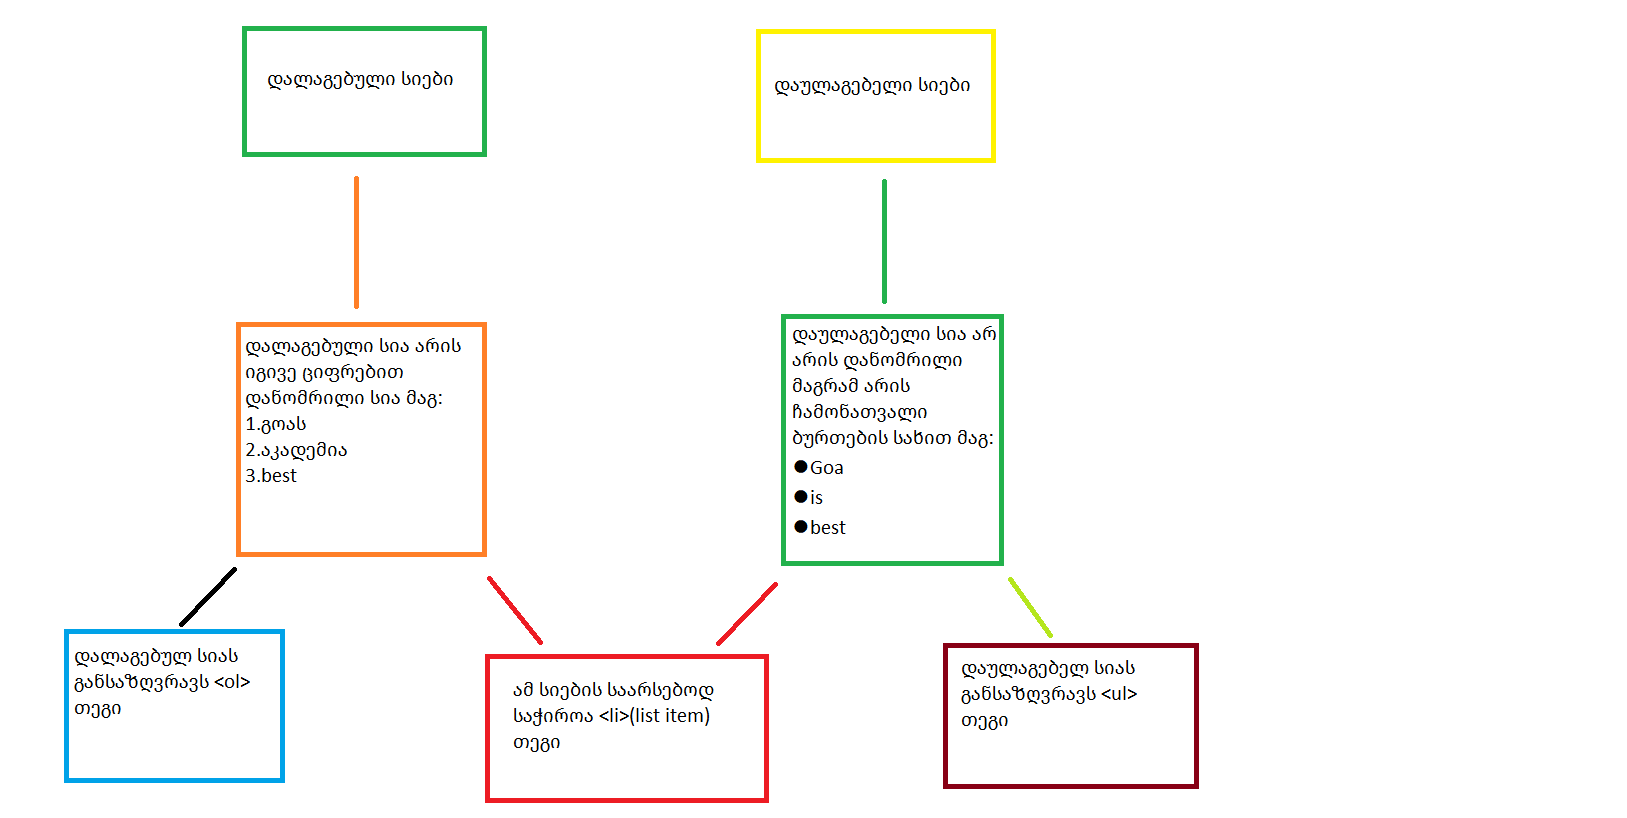 დალაგებული სიები
დაულაგებელი სიები
დალაგებული სია არის
იგივე ციფრებით
დანომრილი სია მაგ:
1.გოას
2.აკადემია
3.best
დაულაგებელი სია არ
არის დანომრილი
მაგრამ არის
ჩამონათვალი
ბურთების სახით მაგ:
●Goa
●is
●best
დალაგებულ სიას
განსაზღვრავს <ol>
თეგი
ამ სიების საარსებოდ
საჭიროა <li>(list item)
თეგი
დაულაგებელ სიას
განსაზღვრავს <ul>
თეგი